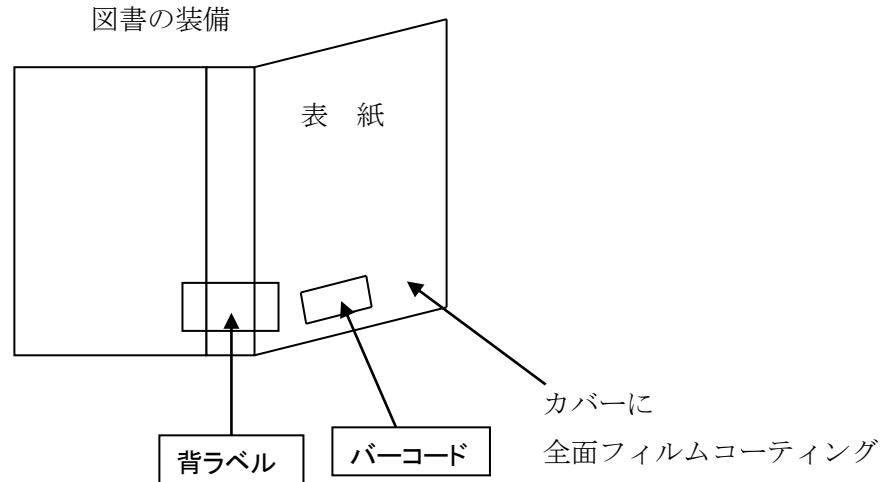 図書の装備
表　紙
カバーに
全面フィルムコーティング
背ラベル
バーコード